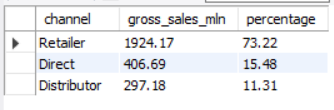 channel gross_sales_mln percentage
Retailer 1924.17 73.22
Direct 406.69 15.48
Distributor 297.18 11.31